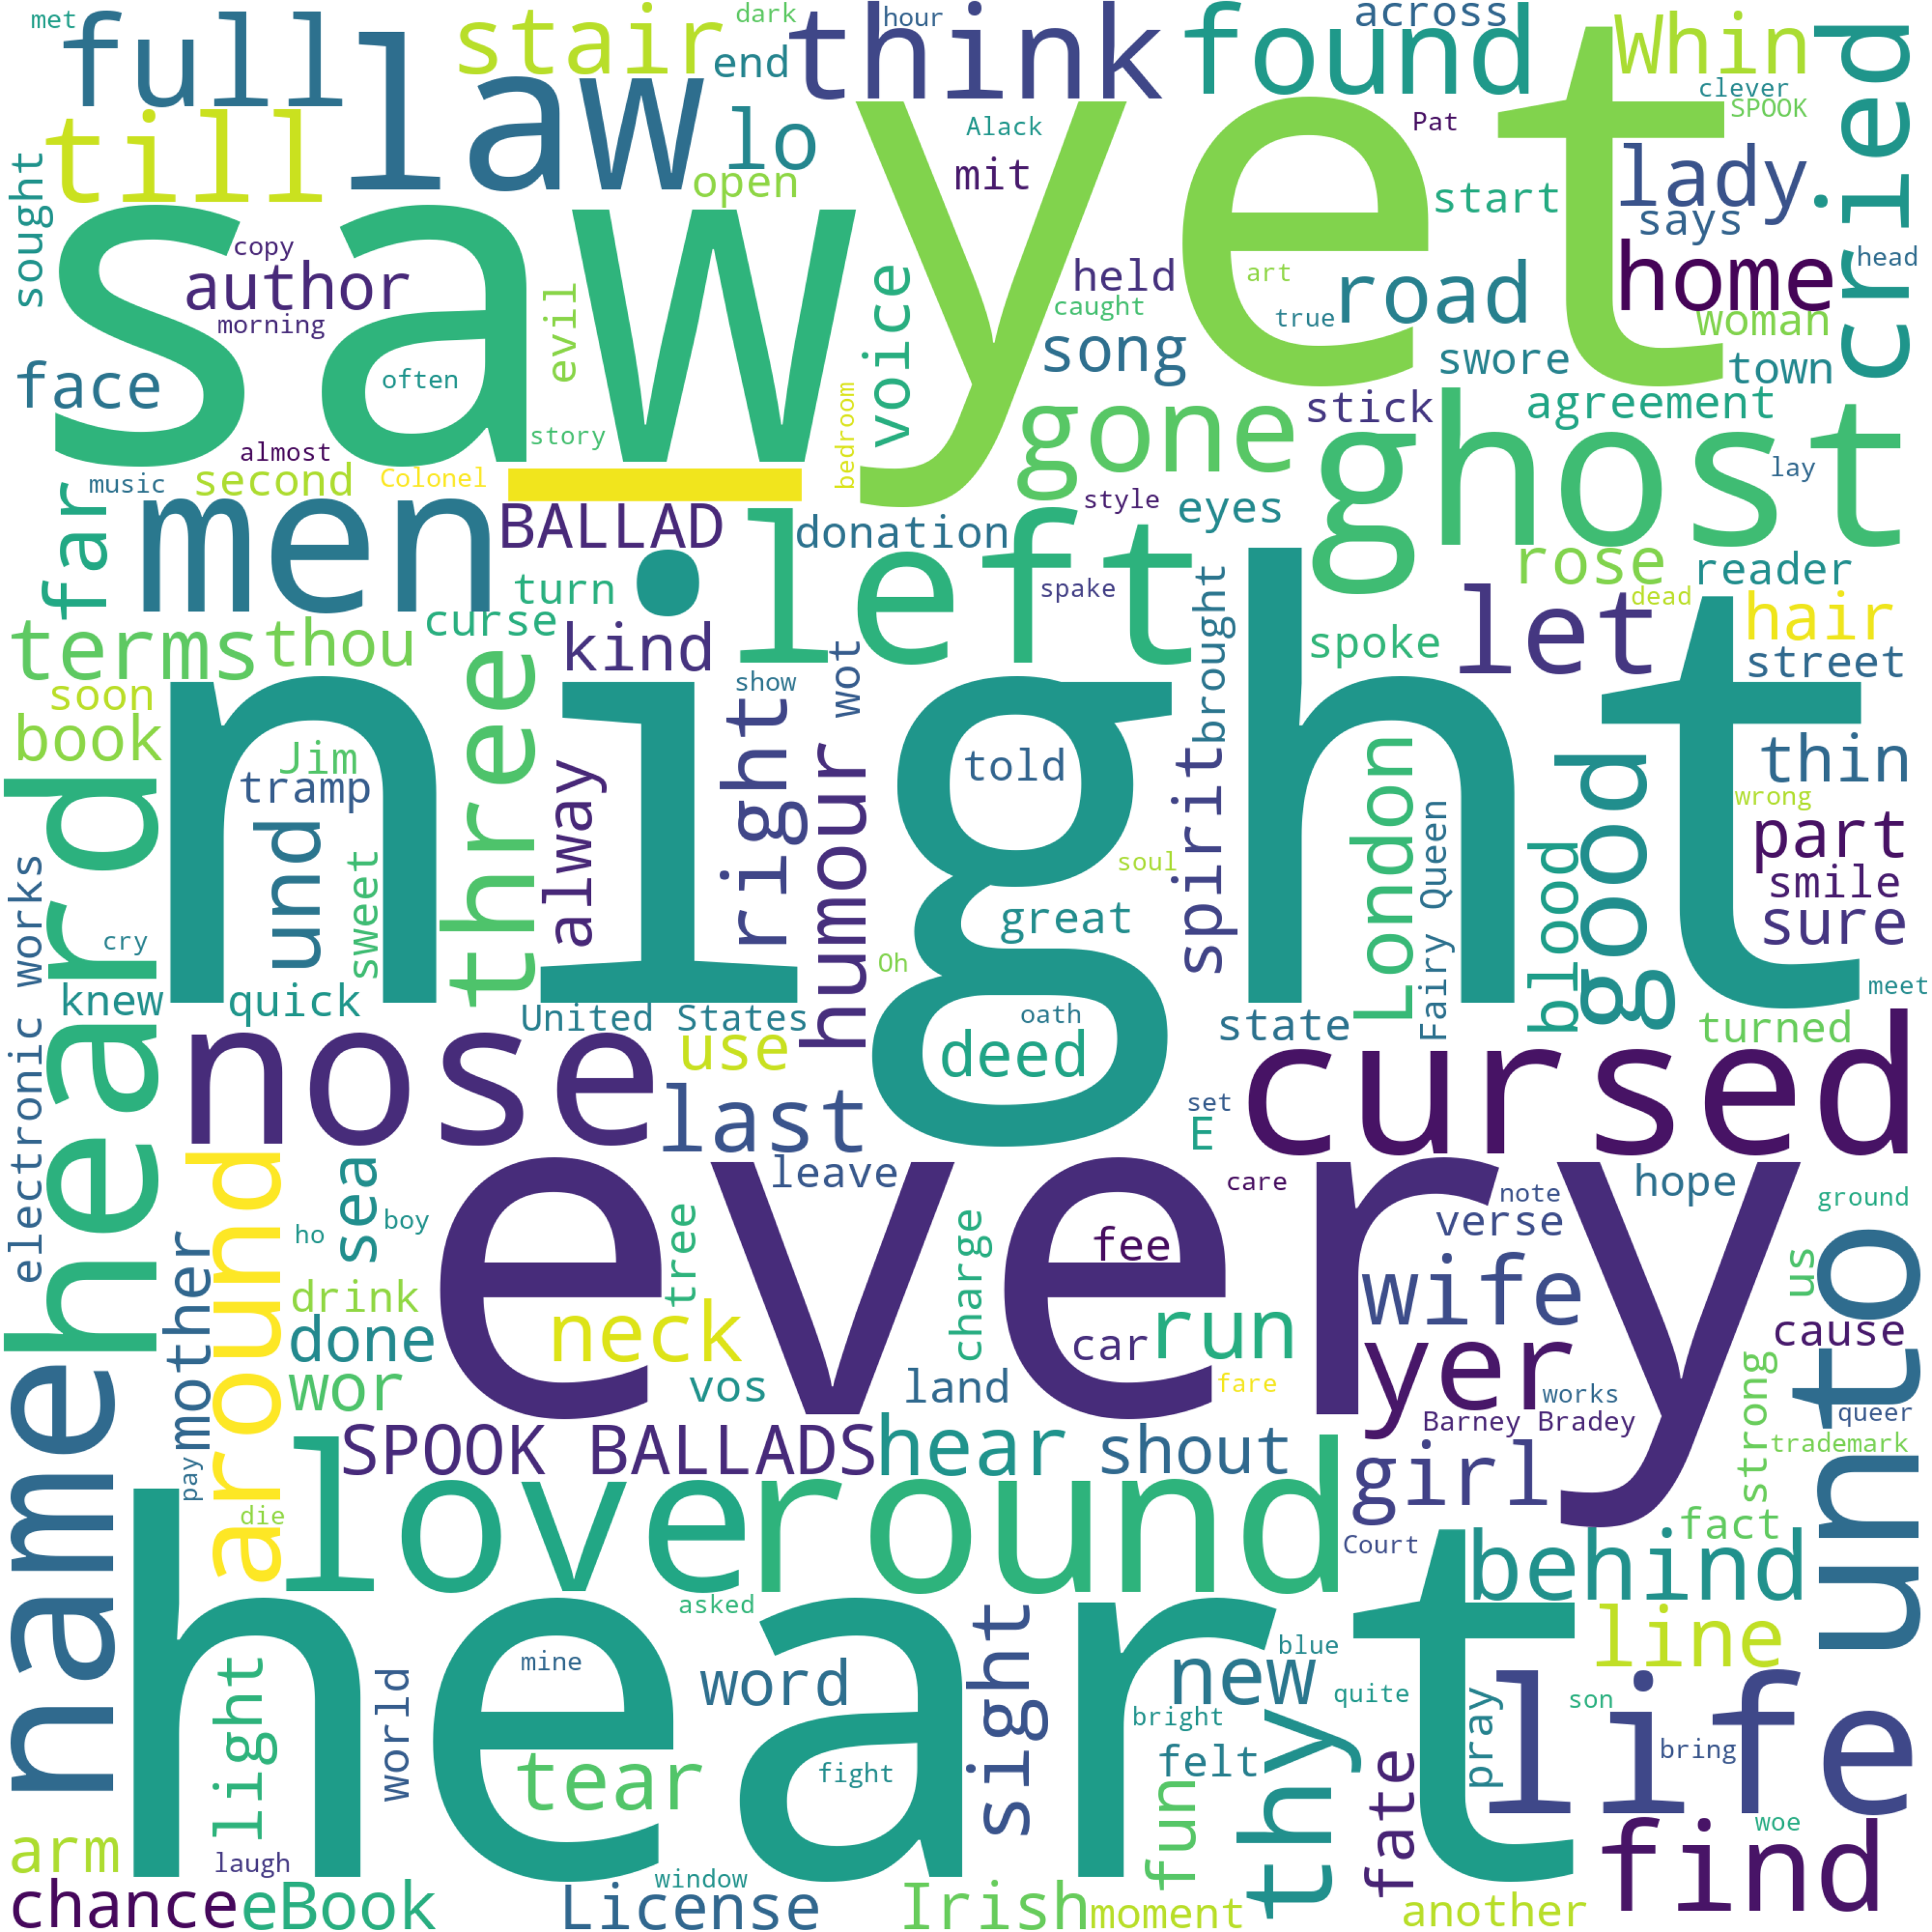 met
full
law
stair
dark
hour
end
think
found
across
Whin
clever
SPOOK
cried
till
lo
open
Alack
mit
Pat
start
lady
says
home
head
sought
saw
yet
copy
author
morning
evil
voice
held
caught
song
art
true
road
swore
woman
town
face
often
story
bedroom
gone
stick
agreement
ghost
lay
almost
second
Colonel
music
far
men
BALLAD
left
donation
style
eyes
rose
reader
turn
curse
kind
spake
brought
spoke
let
dead
hair
street
terms
thou
soon
book
night
three
show
wot
right
Jim
tramp
told
spirit
London
good
thin
wrong
part
smile
sure
heard
und
sweet
alway
humour
soul
great
Fairy Queen
blood
electronic works
cry
knew
quick
Oh
oath
deed
United States
use
state
turned
meet
nose
last
set
E
cursed
around
sea
leave
care
note
verse
hope
ground
every
ho
boy
mother
drink
done
tree
neck
charge
fee
car
run
wife
us
cause
unto
name
wor
vos
land
fare
yer
works
Barney Bradey
queer
strong
trademark
SPOOK BALLADS
hear
shout
girl
pay
die
love
round
Court
fact
behind
heart
asked
sight
mine
word
new
blue
quite
line
son
life
light
world
tear
fight
bright
felt
thy
pray
bring
fate
fun
arm
laugh
window
woe
find
chance
eBook
License
Irish
moment
another